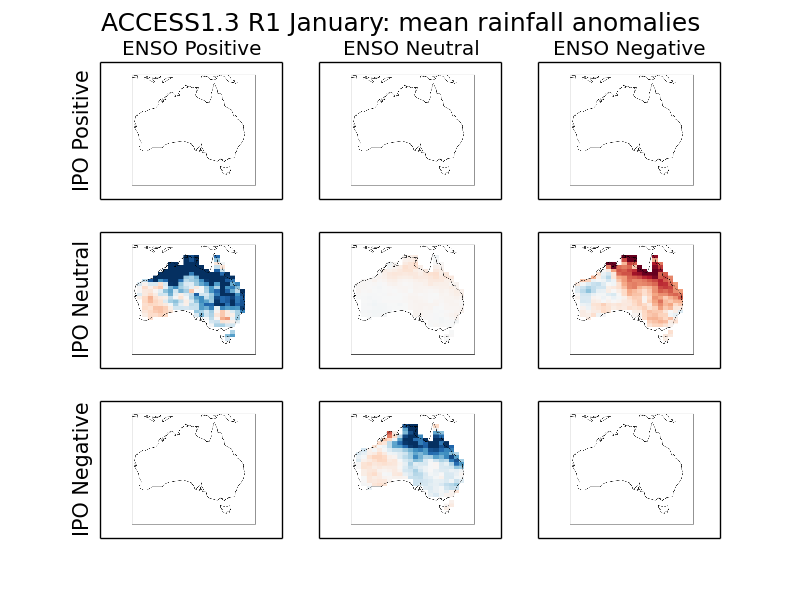 ACCESS1.3 R1 January: mean rainfall anomalies
ENSO Positive
ENSO Neutral
ENSO Negative
IPO Positive
IPO Neutral
IPO Negative